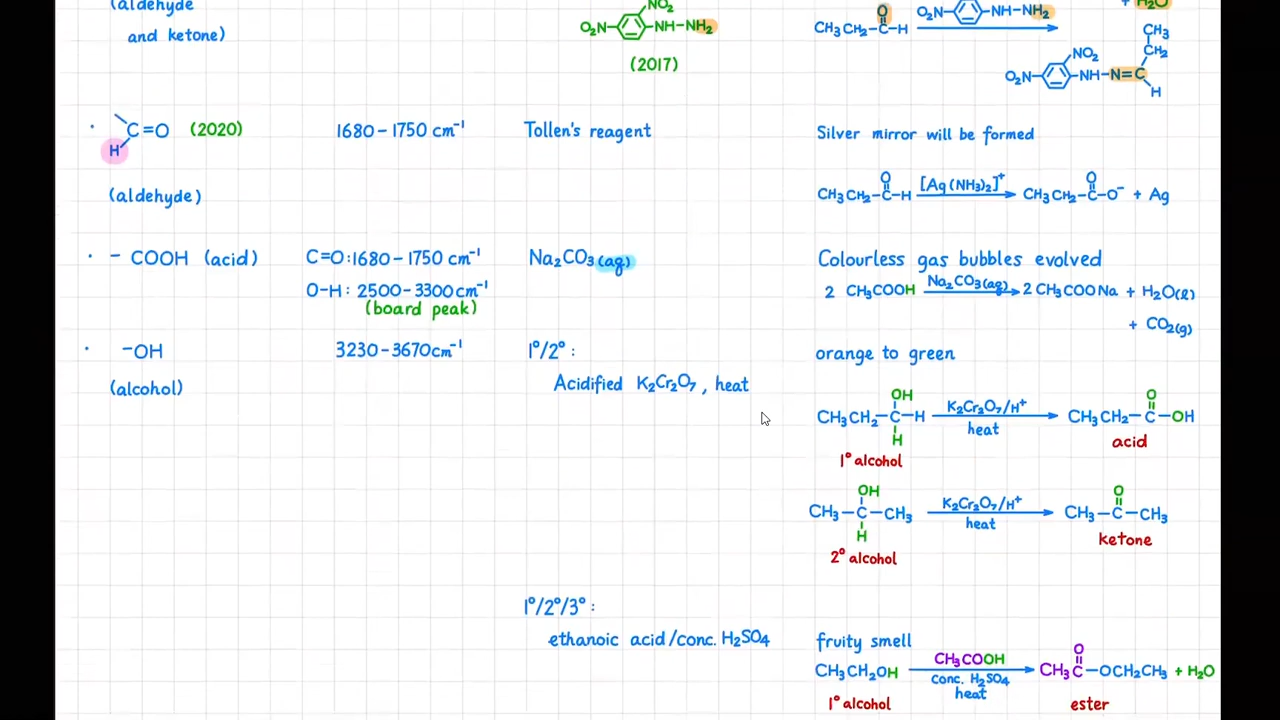 (aldehyde
and ketone)
NO₂
O₂N– –NH–NH₂
(2017)
+ H₂O
CH₃CH₂–C–H
O
O₂N– –NH–NH₂
CH₃
CH₂
NO₂
O₂N– –NH–N=C
H
· C=O (2020) 1680–1750 cm⁻¹ Tollen's reagent Silver mirror will be formed
H
(aldehyde)
O
CH₃CH₂–C–H [Ag(NH₃)₂]⁺ → CH₃CH₂–C–O⁻ + Ag
O
· – COOH (acid) C=O:1680–1750 cm⁻¹ Na₂CO₃(aq) Colourless gas bubbles evolved
O–H: 2500–3300cm⁻¹ 2 CH₃COOH Na₂CO₃(aq) → 2 CH₃COONa + H₂O(l)
(board peak) + CO₂(g)
· –OH 3230–3670cm⁻¹ 1°/2°: orange to green
(alcohol) Acidified K₂Cr₂O₇, heat
OH
CH₃CH₂–C–H K₂Cr₂O₇/H⁺ → CH₃CH₂–C–OH
H heat O
1° alcohol acid
OH
CH₃–C–CH₃ K₂Cr₂O₇/H⁺ → CH₃–C–CH₃
H heat O
2° alcohol ketone
1°/2°/3°:
ethanoic acid/conc. H₂SO₄ fruity smell
CH₃CH₂OH CH₃COOH → CH₃C–OCH₂CH₃ + H₂O
conc. H₂SO₄ O
heat
1° alcohol ester